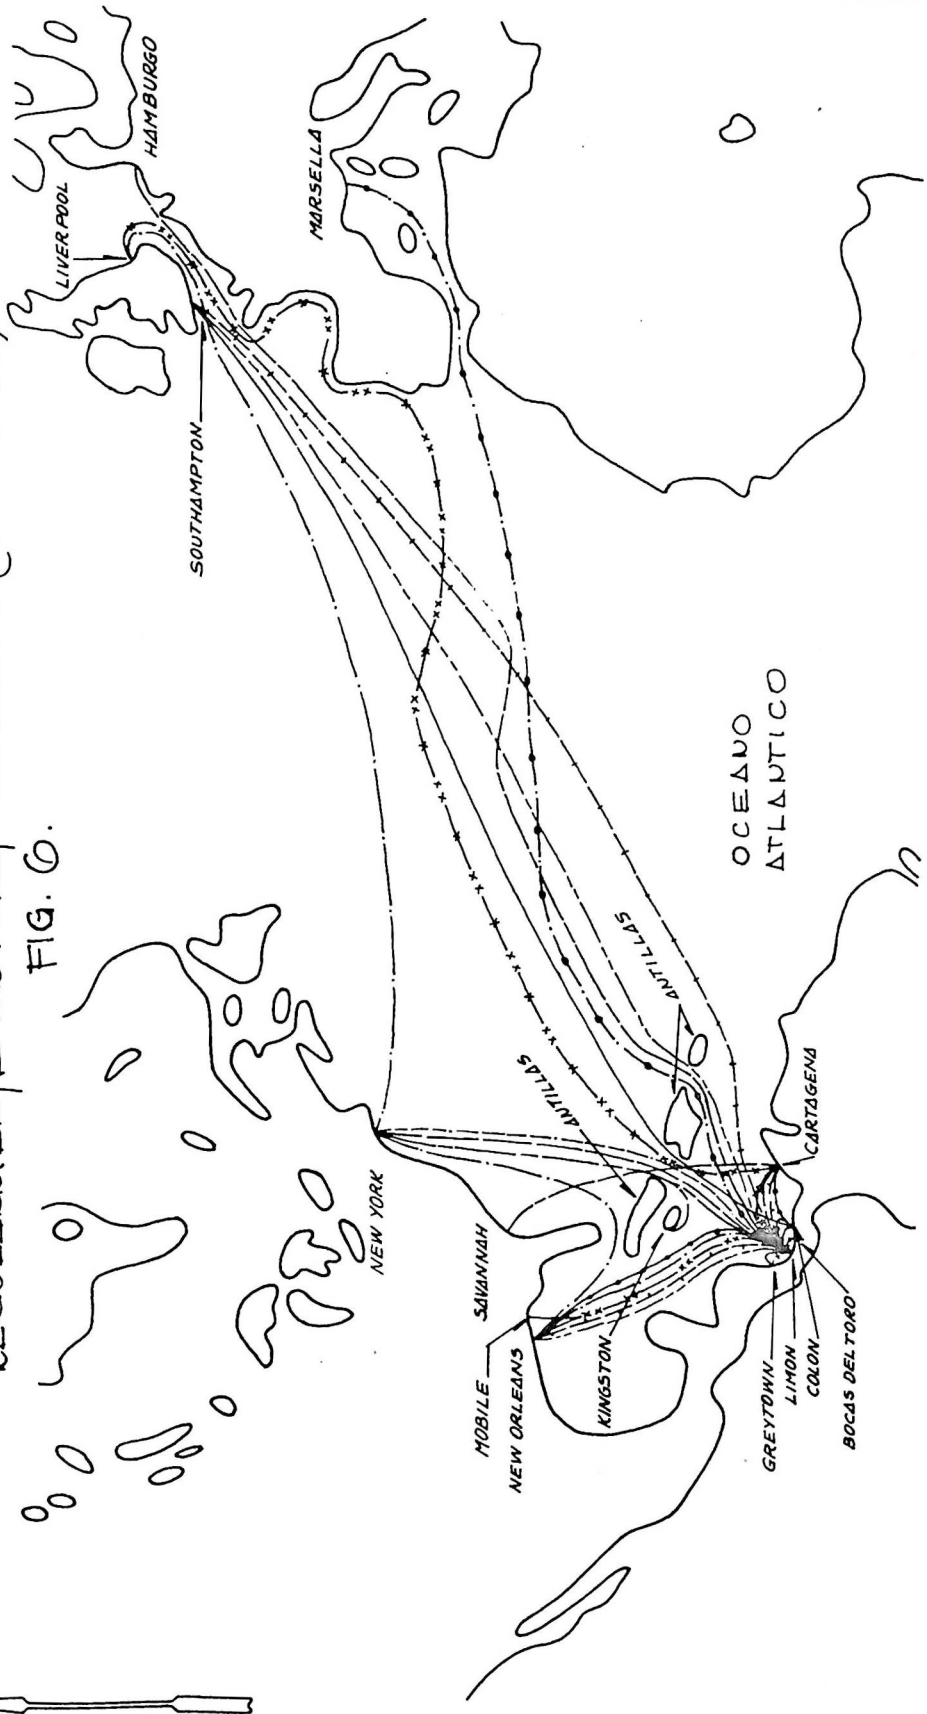 FIG. 6.
LIVERPOOL
HAMBURGO
SOUTHAMPTON
MARSELLA
NEW YORK
SAVANNAH
MOBILE
NEW ORLEANS
KINGSTON
ANTILLAS
ANTILLAS
OCEANO
ATLANTICO
CARTAGENA
GREYTOWN
LIMON
COLON
BOCAS DEL TORO